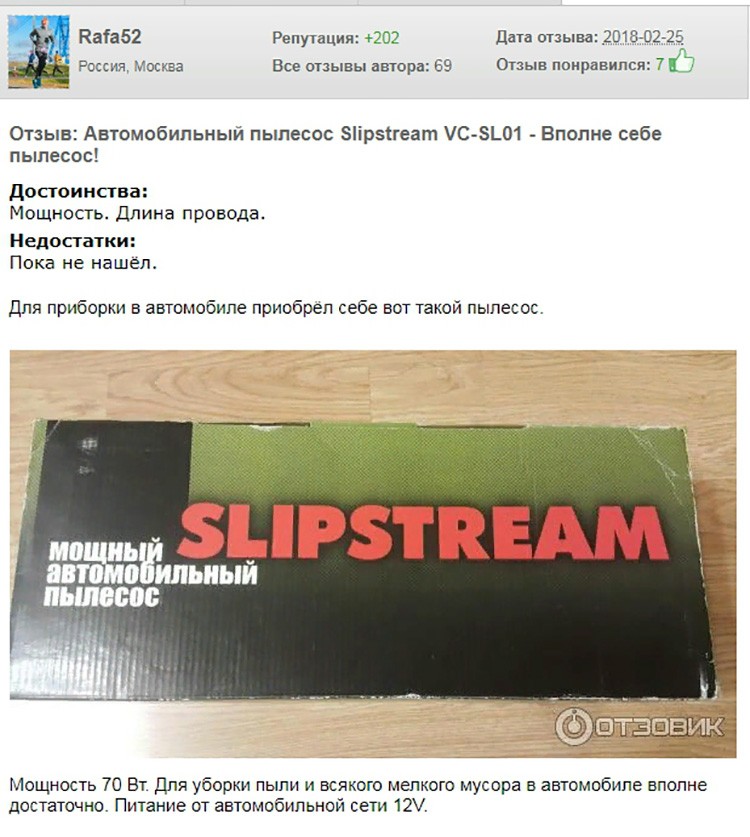 Rafa52
Россия, Москва
Репутация: +202
Все отзывы автора: 69
Дата отзыва: 2018-02-25
Отзыв понравился: 7
Отзыв: Автомобильный пылесос Slipstream VC-SL01 - Вполне себе
пылесос!
Достоинства:
Мощность. Длина провода.
Недостатки:
Пока не нашёл.
Для приборки в автомобиле приобрёл себе вот такой пылесос.
SLIPSTREAM
мощный
автомобильный
пылесос
ОТЗОВИК
Мощность 70 Вт. Для уборки пыли и всякого мелкого мусора в автомобиле вполне
достаточно. Питание от автомобильной сети 12V.